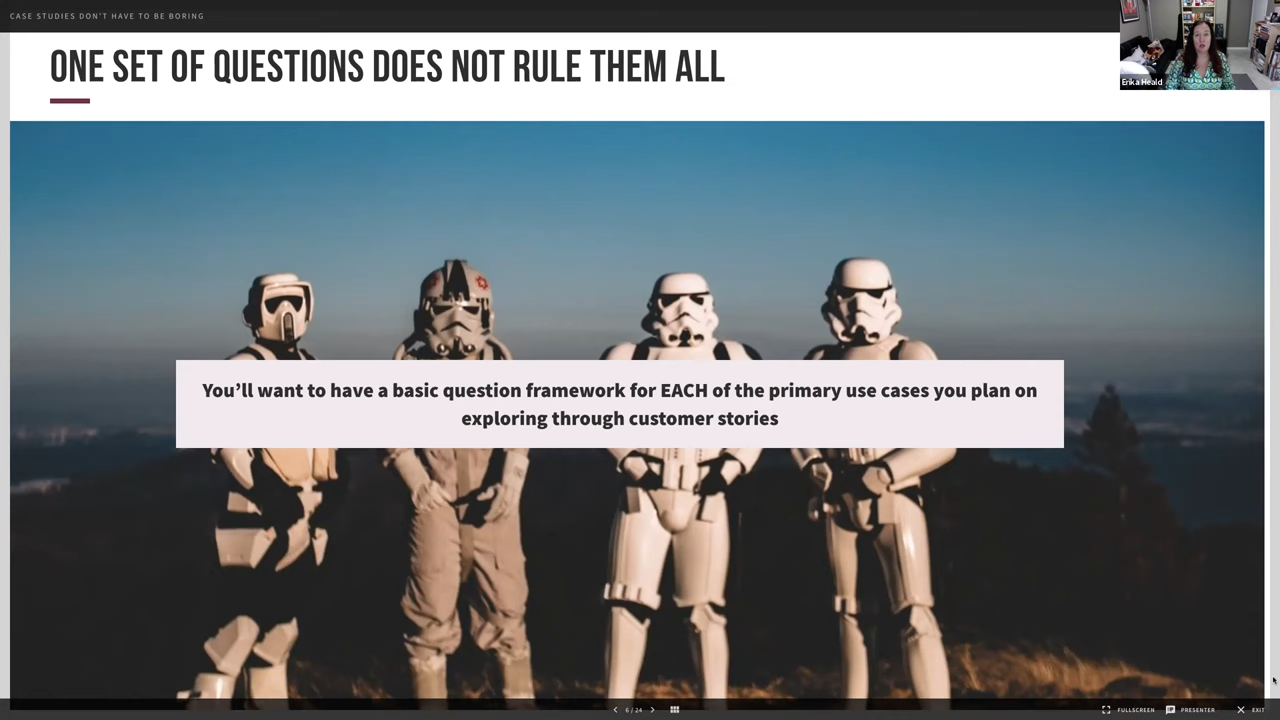 CASE STUDIES DON'T HAVE TO BE BORING
ONE SET OF QUESTIONS DOES NOT RULE THEM ALL
Erika Heald
You'll want to have a basic question framework for EACH of the primary use cases you plan on
exploring through customer stories
6 / 24
FULLSCREEN
PRESENTER
EXIT